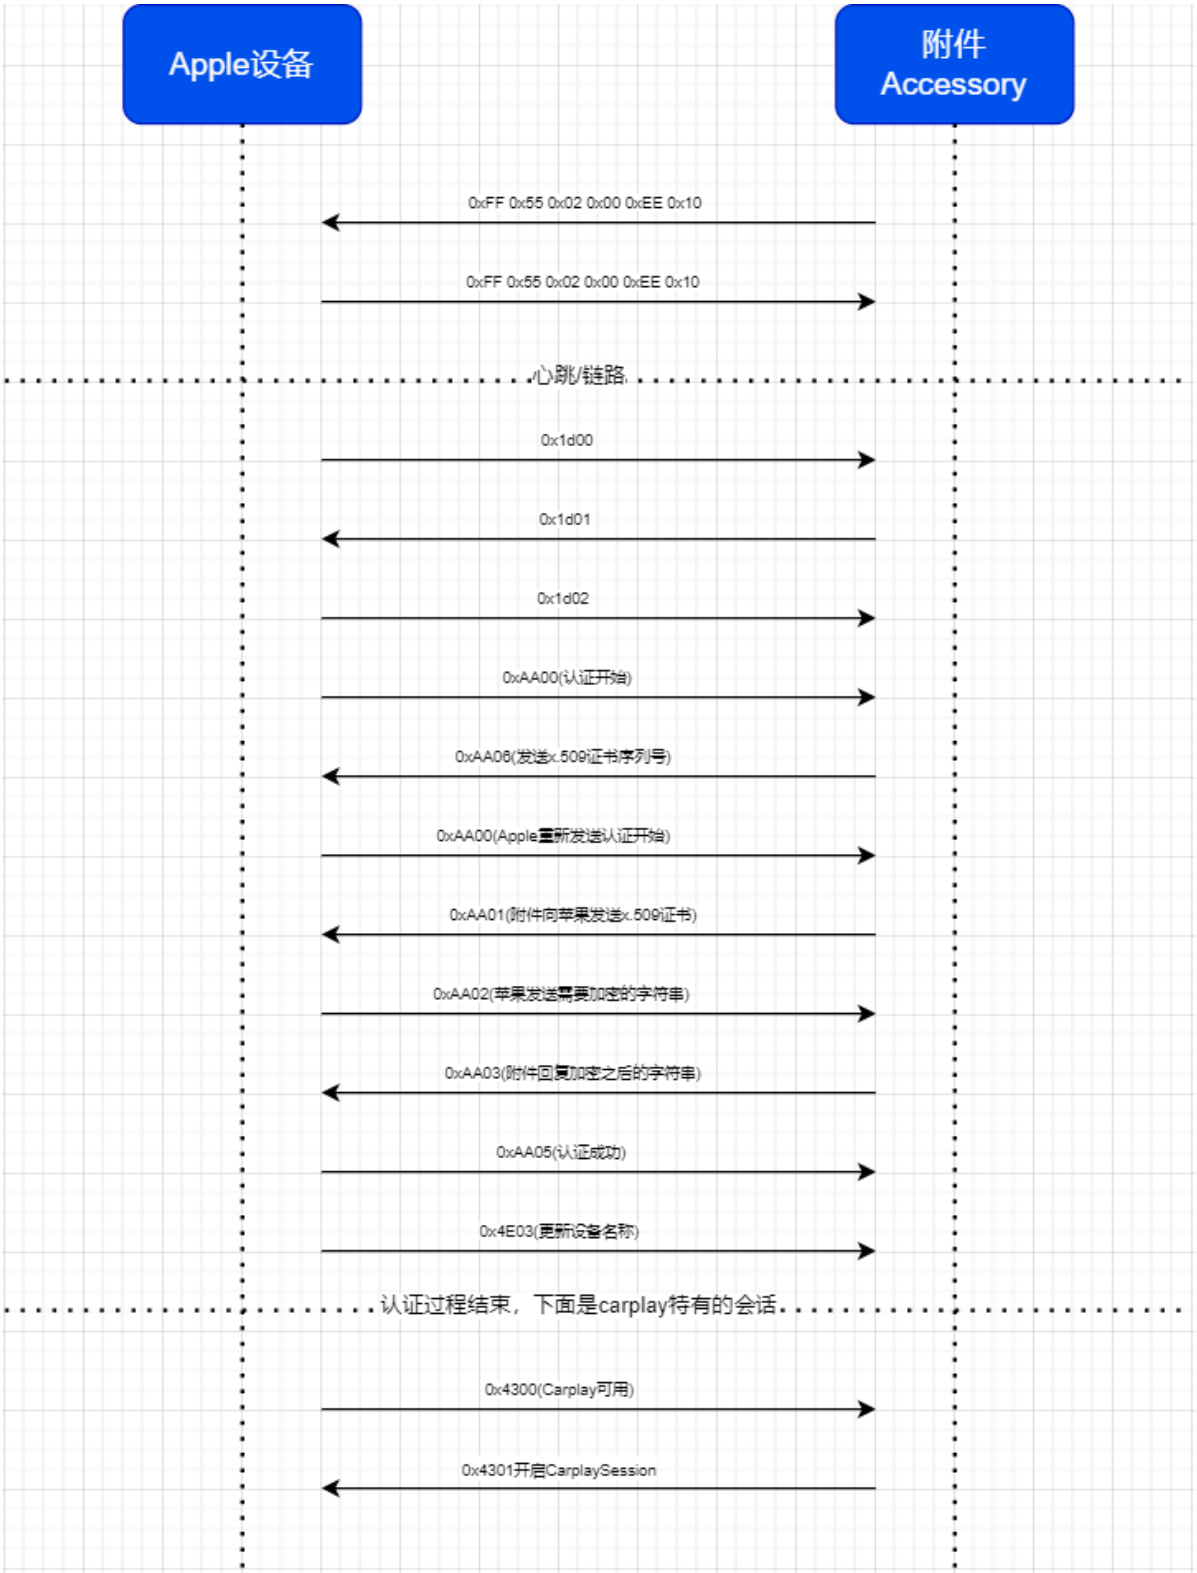 Apple设备
附件
Accessory
0xFF 0x55 0x02 0x00 0xEE 0x10
0xFF 0x55 0x02 0x00 0xEE 0x10
心跳/链路
0x1d00
0x1d01
0x1d02
0xAA00(认证开始)
0xAA06(发送x.509证书序列号)
0xAA00(Apple重新发送认证开始)
0xAA01(附件向苹果发送x.509证书)
0xAA02(苹果发送需要加密的字符串)
0xAA03(附件回复加密之后的字符串)
0xAA05(认证成功)
0x4E03(更新设备名称)
认证过程结束，下面是carplay特有的会话
0x4300(Carplay可用)
0x4301开启CarplaySession